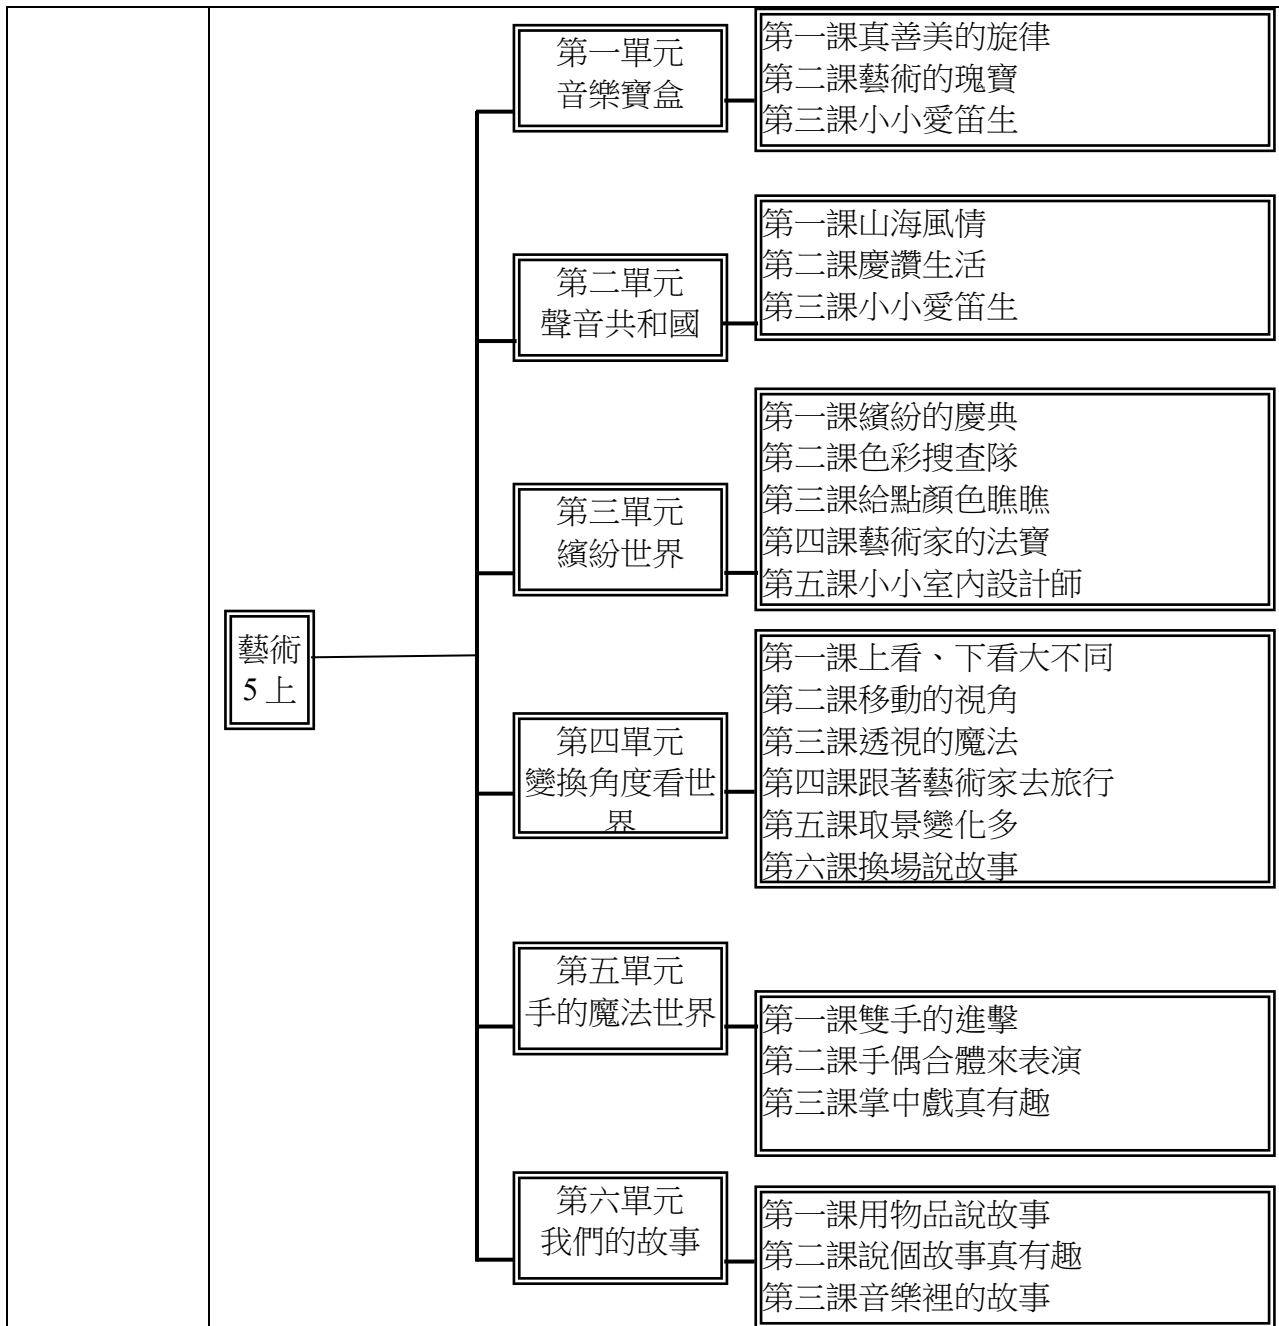 藝術
5 上
第一單元
音樂寶盒
第一課真善美的旋律
第二課藝術的瑰寶
第三課小小愛笛生
第二單元
聲音共和國
第一課山海風情
第二課慶讚生活
第三課小小愛笛生
第三單元
繽紛世界
第一課繽紛的慶典
第二課色彩搜查隊
第三課給點顏色瞧瞧
第四課藝術家的法寶
第五課小小室內設計師
第四單元
變換角度看世
界
第一課上看、下看大不同
第二課移動的視角
第三課透視的魔法
第四課跟著藝術家去旅行
第五課取景變化多
第六課換場說故事
第五單元
手的魔法世界
第一課雙手的進擊
第二課手偶合體來表演
第三課掌中戲真有趣
第六單元
我們的故事
第一課用物品說故事
第二課說個故事真有趣
第三課音樂裡的故事